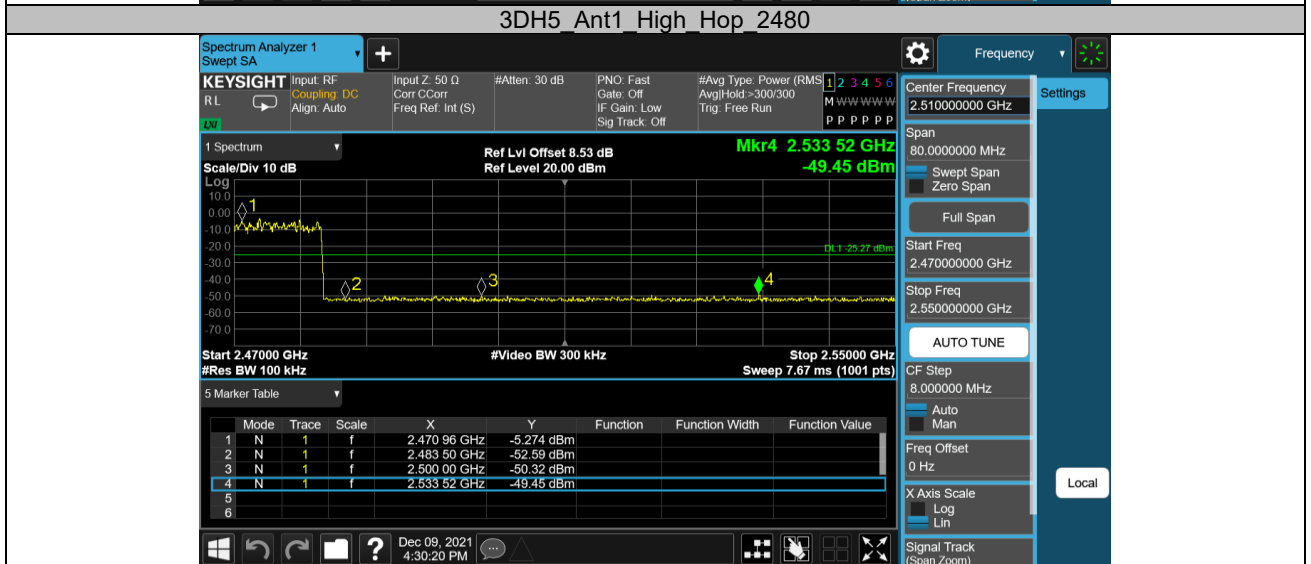 3DH5_Ant1_High_Hop_2480
Spectrum Analyzer 1
Swept SA
Frequency
KEYSIGHT
RL
LXI
Input: RF
Coupling: DC
Align: Auto
Input Z: 50 Ω
Corr CCorr
Freq Ref: Int (S)
#Atten: 30 dB
PNO: Fast
Gate: Off
IF Gain: Low
Sig Track: Off
#Avg Type: Power (RMS
Avg|Hold:>300/300
Trig: Free Run
1 2 3 4 5 6
M W W W W W
P P P P P P
1 Spectrum
Scale/Div 10 dB
Ref Lvl Offset 8.53 dB
Ref Level 20.00 dBm
Mkr4 2.533 52 GHz
-49.45 dBm
Log
10.0
0.00
-10.0
-20.0
-30.0
-40.0
-50.0
-60.0
-70.0
1
2
3
4
DL1 -25.27 dBm
Start 2.47000 GHz
#Video BW 300 kHz
Stop 2.55000 GHz
#Res BW 100 kHz
Sweep 7.67 ms (1001 pts)
5 Marker Table
Mode Trace Scale X Y Function Function Width Function Value
1 N 1 f 2.470 96 GHz -5.274 dBm
2 N 1 f 2.483 50 GHz -52.59 dBm
3 N 1 f 2.500 00 GHz -50.32 dBm
4 N 1 f 2.533 52 GHz -49.45 dBm
5
6
Dec 09, 2021
4:30:20 PM
Center Frequency
2.510000000 GHz
Settings
Span
80.0000000 MHz
Swept Span
Zero Span
Full Span
Start Freq
2.470000000 GHz
Stop Freq
2.550000000 GHz
AUTO TUNE
CF Step
8.000000 MHz
Auto
Man
Freq Offset
0 Hz
X Axis Scale
Log
Lin
Local
Signal Track
(Span Zoom)